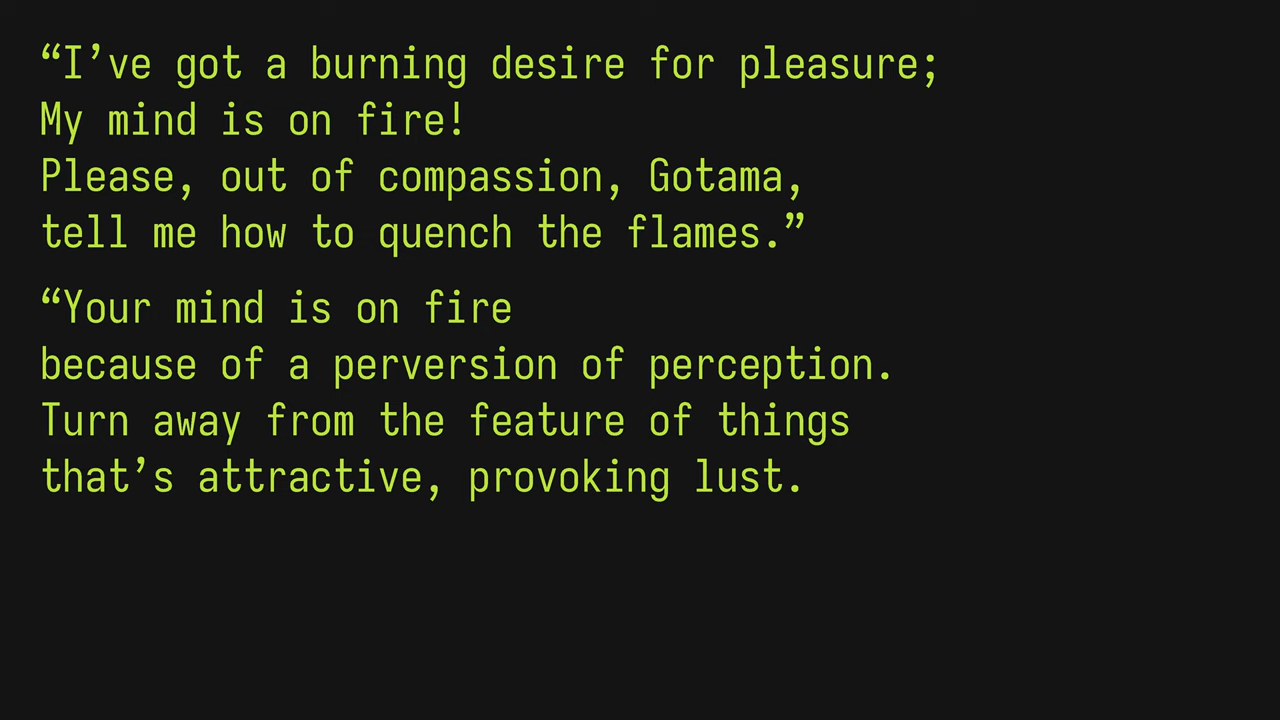 “I’ve got a burning desire for pleasure;
My mind is on fire!
Please, out of compassion, Gotama,
tell me how to quench the flames.”
“Your mind is on fire
because of a perversion of perception.
Turn away from the feature of things
that’s attractive, provoking lust.